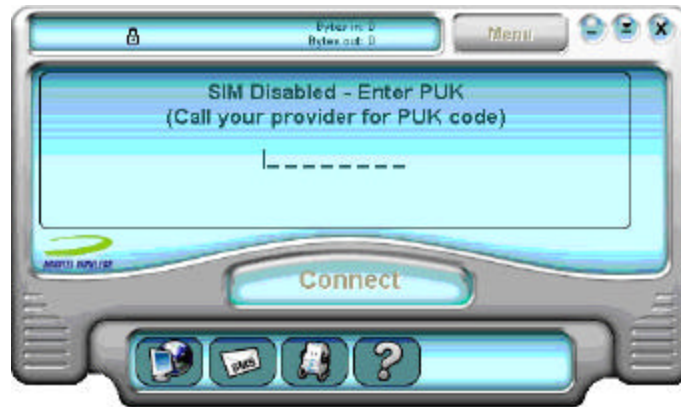 Bytes in: 0
Bytes out: 0
Menu
X
SIM Disabled - Enter PUK
(Call your provider for PUK code)
Connect
SMS
?